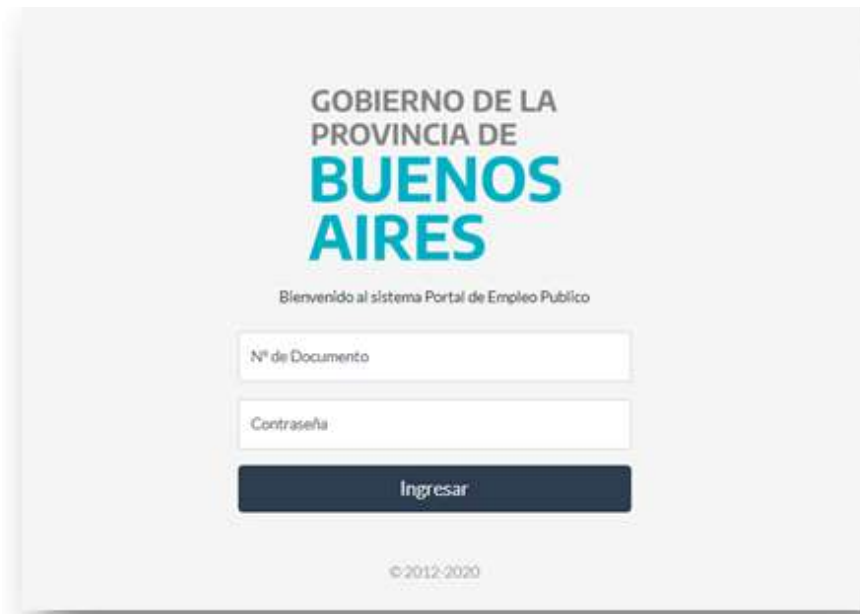 GOBIERNO DE LA
PROVINCIA DE
BUENOS
AIRES
Bienvenido al sistema Portal de Empleo Publico
Nº de Documento
Contraseña
Ingresar
© 2012-2020